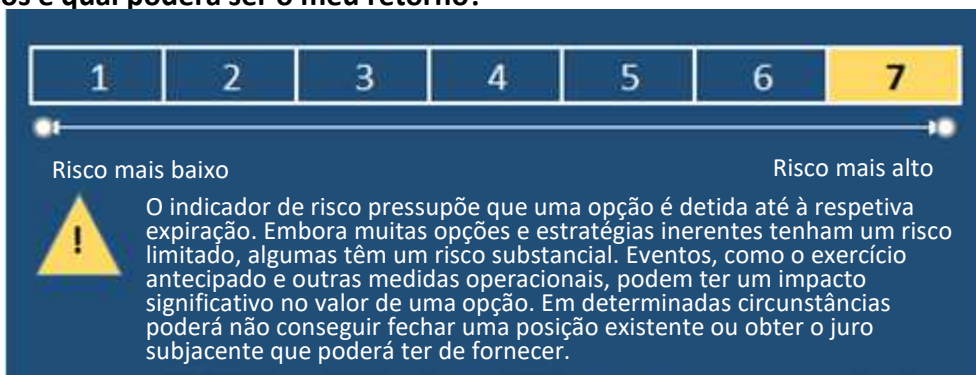 os e qual poderá ser o meu retorno?
1 2 3 4 5 6 7
Risco mais baixo Risco mais alto
!
O indicador de risco pressupõe que uma opção é detida até à respetiva
expiração. Embora muitas opções e estratégias inerentes tenham um risco
limitado, algumas têm um risco substancial. Eventos, como o exercício
antecipado e outras medidas operacionais, podem ter um impacto
significativo no valor de uma opção. Em determinadas circunstâncias
poderá não conseguir fechar uma posição existente ou obter o juro
subjacente que poderá ter de fornecer.